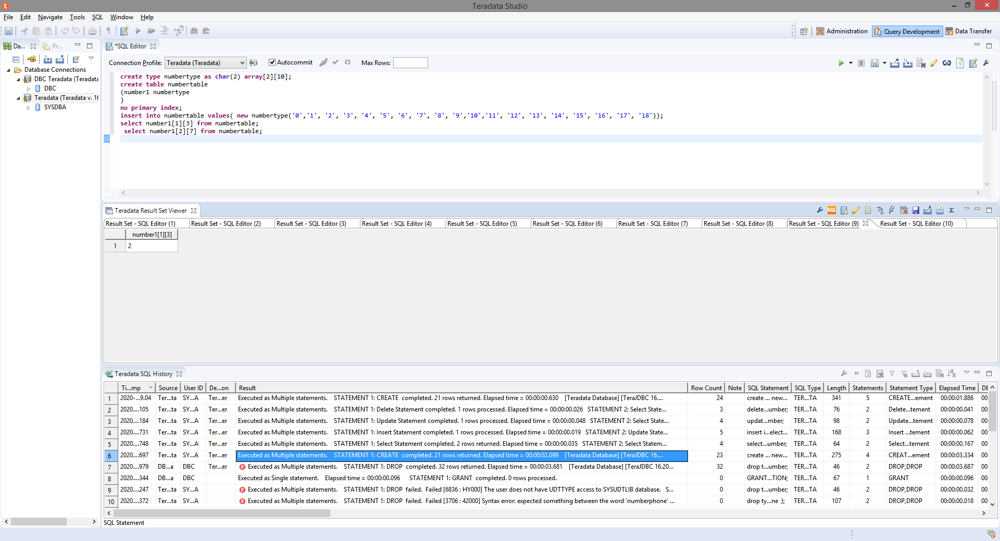 Teradata Studio
File Edit Navigate Tools SQL Window Help
Administration Query Development Data Transfer
Da... Pr...
Database Connections
DBC Teradata (Teradata
DBC
Teradata (Teradata v. 16
SYSDBA
*SQL Editor
Connection Profile: Teradata (Teradata) Autocommit Max Rows:
create type numbertype as char(2) array[2][10];
create table numbertable
(number1 numbertype
)
no primary index;
insert into numbertable values( new numbertype('0','1', '2', '3', '4', '5', '6', '7', '8', '9','10','11', '12', '13', '14', '15', '16', '17', '18'));
select number1[1][3] from numbertable;
select number1[2][7] from numbertable;
Teradata Result Set Viewer
Result Set - SQL Editor (1) Result Set - SQL Editor (2) Result Set - SQL Editor (3) Result Set - SQL Editor (4) Result Set - SQL Editor (5) Result Set - SQL Editor (6) Result Set - SQL Editor (7) Result Set - SQL Editor (8) Result Set - SQL Editor (9) Result Set - SQL Editor (10)
number1[1][3]
1 2
Teradata SQL History
Ti...mp Source User ID De...on Result Row Count Note SQL Statement SQL Type Length Statements Statement Type Elapsed Time DE
1 2020-...9.04 Ter...ta SY...A Ter...er Executed as Multiple statements. STATEMENT 1: CREATE completed. 21 rows returned. Elapsed time = 00:00:00.630 [Teradata Database] [TeraJDBC 16.... 24 create ... new... TER...TA 341 5 CREATE...ement 00:00:01.886 00:
2 2020....105 Ter...ta SY...A Ter...er Executed as Multiple statements. STATEMENT 1: Delete Statement completed. 1 rows processed. Elapsed time = 00:00:00.026 STATEMENT 2: Select State... 3 delete...umber; TER...TA 76 2 Delete...tement 00:00:00.041 00:
3 2020....184 Ter...ta SY...A Ter...er Executed as Multiple statements. STATEMENT 1: Update Statement completed. 1 rows processed. Elapsed time = 00:00:00.048 STATEMENT 2: Select State... 4 updat...mber; TER...TA 98 2 Update...tement 00:00:00.078 00:
4 2020....731 Ter...ta SY...A Ter...er Executed as Multiple statements. STATEMENT 1: Insert Statement completed. 1 rows processed. Elapsed time = 00:00:00.019 STATEMENT 2: Update State... 5 insert i...elect... TER...TA 168 3 Insert ...tement 00:00:00.062 00:
5 2020....748 Ter...ta SY...A Ter...er Executed as Multiple statements. STATEMENT 1: Select Statement completed. 2 rows returned. Elapsed time = 00:00:00.035 STATEMENT 2: Select Statem... 4 select...umber; TER...TA 64 2 Select...tement 00:00:00.167 00:
6 2020....697 Ter...ta SY...A Ter...er Executed as Multiple statements. STATEMENT 1: CREATE completed. 21 rows returned. Elapsed time = 00:00:02.099 [Teradata Database] [TeraJDBC 16.... 23 create ... new... TER...TA 275 4 CREAT...ement 00:00:03.334 00:
7 2020....979 DB...a DBC Ter...er Executed as Multiple statements. STATEMENT 1: DROP completed. 32 rows returned. Elapsed time = 00:00:03.681 [Teradata Database] [TeraJDBC 16.20... 32 drop t...umber; TER...TA 46 2 DROP,DROP 00:00:03.687 00:
8 2020....344 DB...a DBC Executed as Single statement. Elapsed time = 00:00:00.096 STATEMENT 1: GRANT completed. 0 rows processed. 0 GRANT...TION; TER...TA 67 1 GRANT 00:00:00.096 00:
9 2020....247 Ter...ta SY...A Executed as Multiple statements. STATEMENT 1: DROP failed. Failed [6836 : HY000] The user does not have UDTTYPE access to SYSUDTLIB database. S... 0 drop t...umber; TER...TA 46 2 DROP,DROP 00:00:00.032 00:
10 2020....372 Ter...ta SY...A Executed as Multiple statements. STATEMENT 1: DROP failed. Failed [3706 : 42000] Syntax error: expected something between the word 'numberphone' ... 0 drop ty...ne ); TER...TA 107 2 DROP,DROP 00:00:00.018 00:
SQL Statement